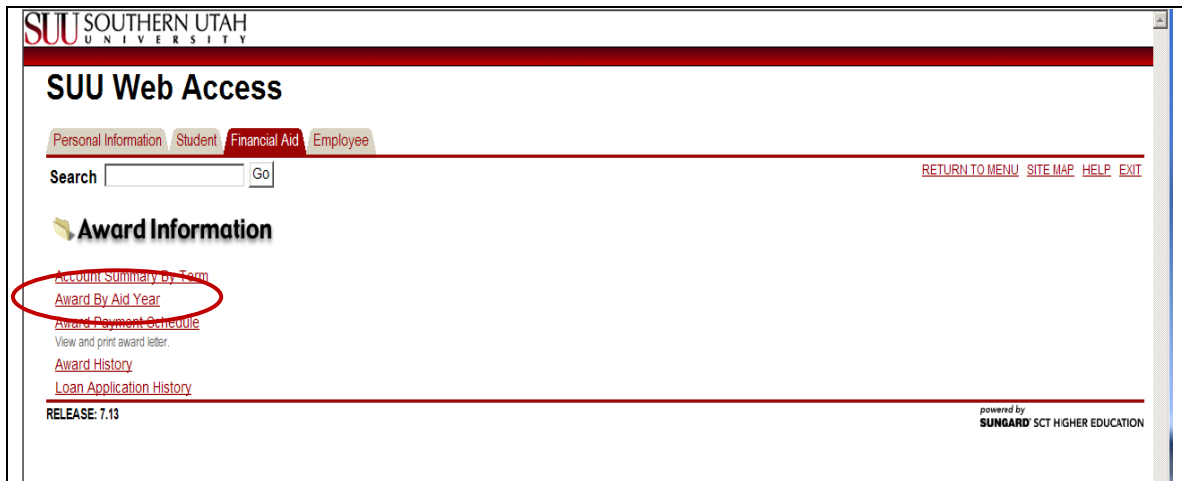 SUU SOUTHERN UTAH
UNIVERSITY
SUU Web Access
Personal Information Student Financial Aid Employee
Search Go RETURN TO MENU SITE MAP HELP EXIT
Award Information
Account Summary By Term
Award By Aid Year
Award Payment Schedule
View and print award letter.
Award History
Loan Application History
RELEASE: 7.13
powered by
SUNGARD' SCT HIGHER EDUCATION